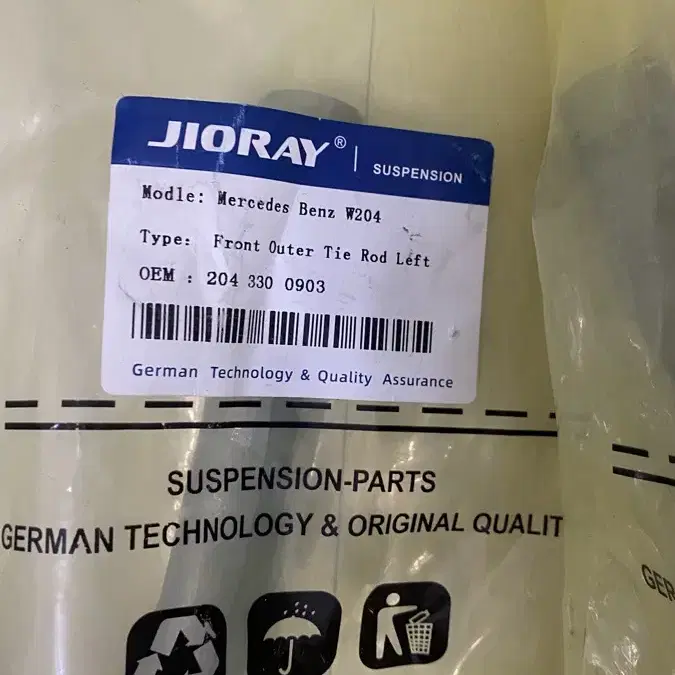 JIORAY® | SUSPENSION
Modle: Mercedes Benz W204
Type: Front Outer Tie Rod Left
OEM : 204 330 0903
German Technology & Quality Assurance
SUSPENSION-PARTS
GERMAN TECHNOLOGY & ORIGINAL QUALIT
GER